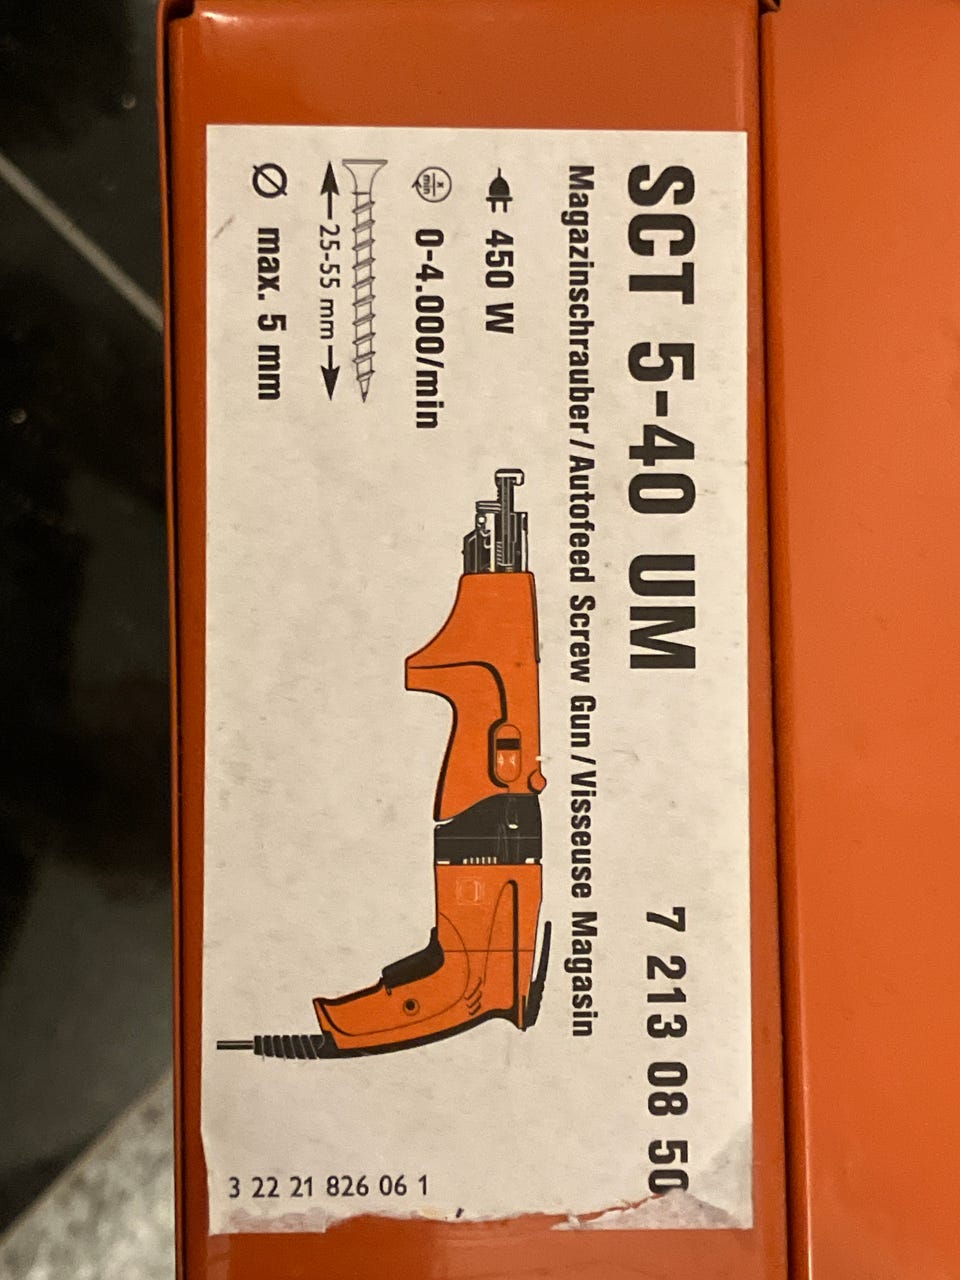 SCT 5-40 UM 7 213 08 50
Magazinschrauber/Autofeed Screw Gun/Visseuse Magasin
450 W
x
min
0-4.000/min
25-55 mm
Ø max. 5 mm
3 22 21 826 06 1